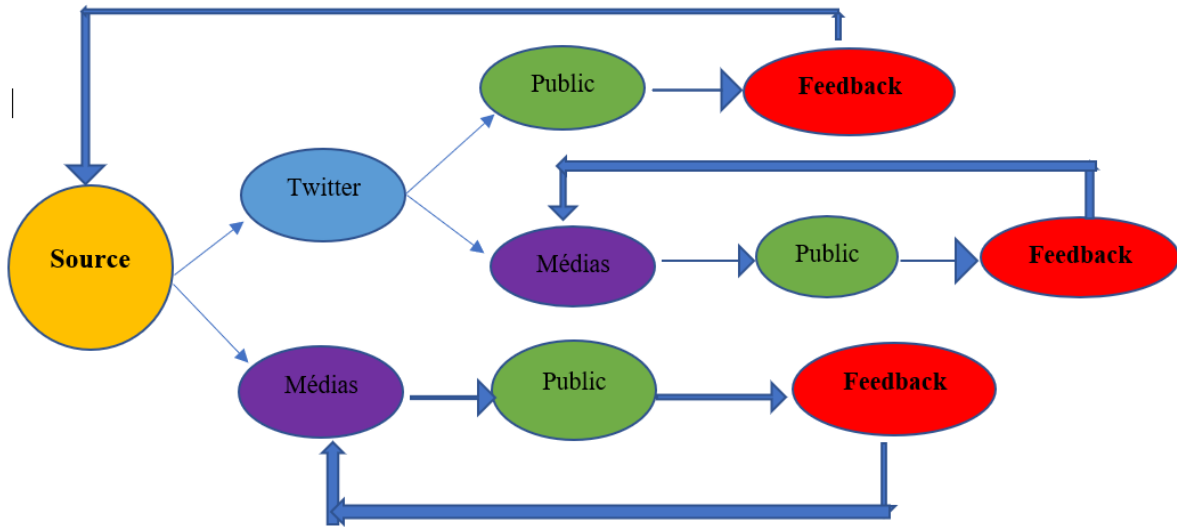 Public
Feedback
Twitter
Source
Médias
Public
Feedback
Médias
Public
Feedback